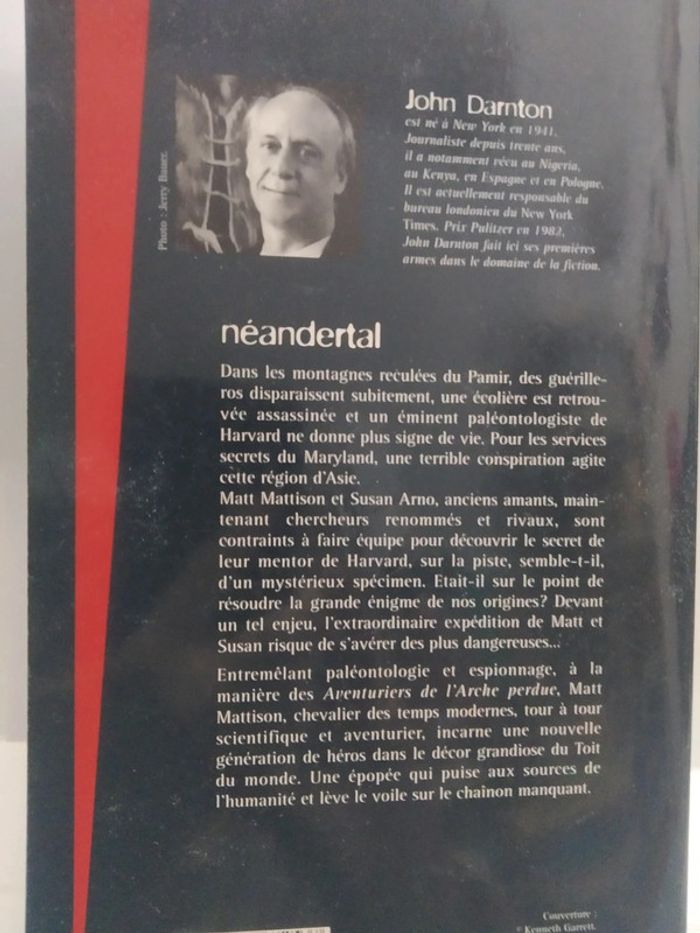 John Darnton
est né à New York en 1941.
Journaliste depuis trente ans,
il a notamment vécu au Nigeria,
au Kenya, en Espagne et en Pologne.
Il est actuellement responsable du
bureau londonien du New York
Times. Prix Pulitzer en 1982,
John Darnton fait ici ses premières
armes dans le domaine de la fiction.
Photo : Jerry Bauer.
néandertal
Dans les montagnes reculées du Pamir, des guérille-
ros disparaissent subitement, une écolière est retrou-
vée assassinée et un éminent paléontologiste de
Harvard ne donne plus signe de vie. Pour les services
secrets du Maryland, une terrible conspiration agite
cette région d'Asie.
Matt Mattison et Susan Arno, anciens amants, main-
tenant chercheurs renommés et rivaux, sont
contraints à faire équipe pour découvrir le secret de
leur mentor de Harvard, sur la piste, semble-t-il,
d'un mystérieux spécimen. Etait-il sur le point de
résoudre la grande énigme de nos origines? Devant
un tel enjeu, l'extraordinaire expédition de Matt et
Susan risque de s'avérer des plus dangereuses...
Entremêlant paléontologie et espionnage, à la
manière des Aventuriers de l'Arche perdue, Matt
Mattison, chevalier des temps modernes, tour à tour
scientifique et aventurier, incarne une nouvelle
génération de héros dans le décor grandiose du Toit
du monde. Une épopée qui puise aux sources de
l'humanité et lève le voile sur le chaînon manquant.
Couverture :
© Kenneth Garrett.